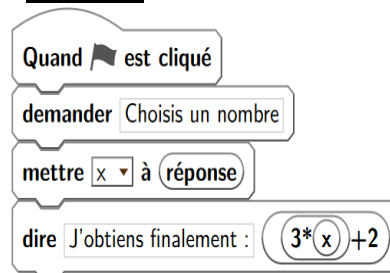 Quand est cliqué
demander Choisis un nombre
mettre x à réponse
dire J'obtiens finalement : 3*x+2